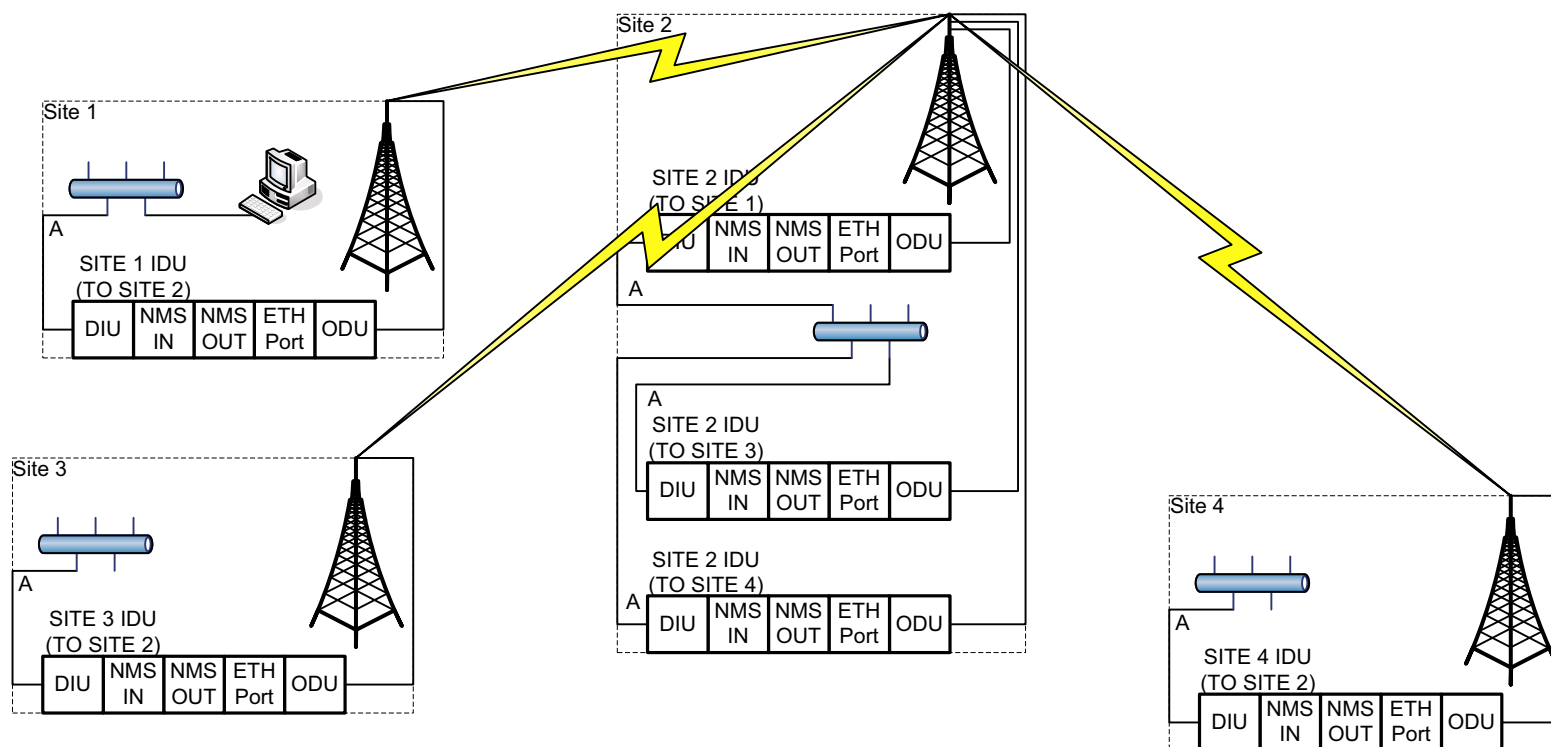 Site 1
A
SITE 1 IDU
(TO SITE 2)
DIU
NMS
IN
NMS
OUT
ETH
Port
ODU
Site 2
SITE 2 IDU
(TO SITE 1)
NMS
IN
NMS
OUT
ETH
Port
ODU
A
A
SITE 2 IDU
(TO SITE 3)
DIU
NMS
IN
NMS
OUT
ETH
Port
ODU
SITE 2 IDU
(TO SITE 4)
A
DIU
NMS
IN
NMS
OUT
ETH
Port
ODU
Site 3
A
SITE 3 IDU
(TO SITE 2)
DIU
NMS
IN
NMS
OUT
ETH
Port
ODU
Site 4
A
SITE 4 IDU
(TO SITE 2)
DIU
NMS
IN
NMS
OUT
ETH
Port
ODU